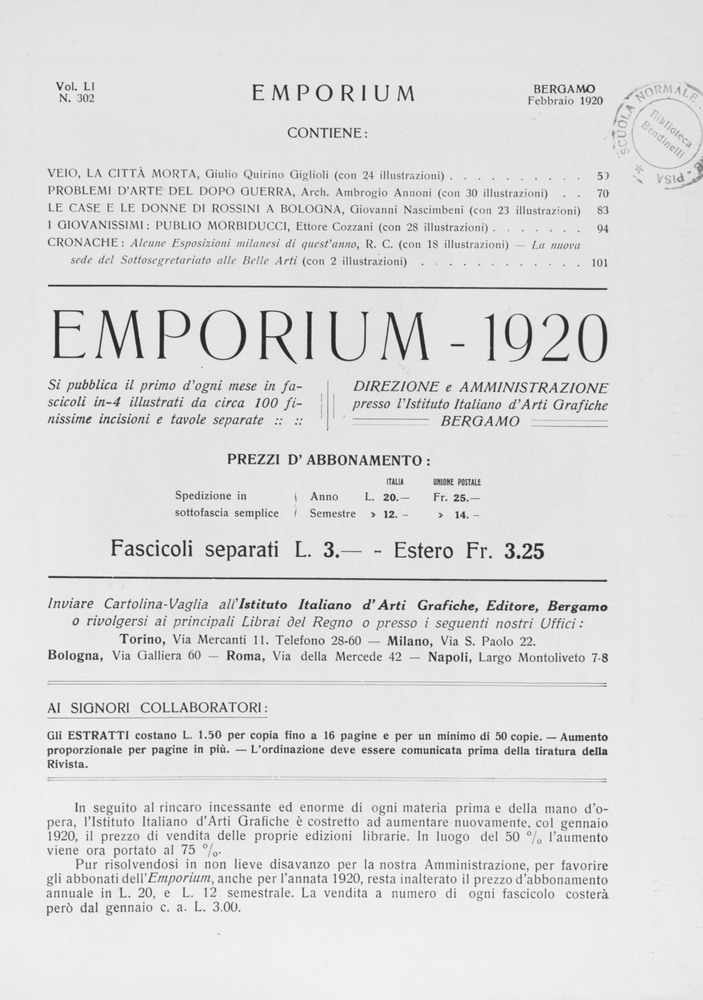 Vol. LI
N. 302
EMPORIUM
BERGAMO
Febbraio 1920
SCUOLA NORMALE * PISA *
Biblioteca
Bendinelli
CONTIENE:
VEIO, LA CITTÀ MORTA, Giulio Quirino Giglioli (con 24 illustrazioni) . . . . . . . . . .
PROBLEMI D'ARTE DEL DOPO GUERRA, Arch. Ambrogio Annoni (con 30 illustrazioni) . . 70
LE CASE E LE DONNE DI ROSSINI A BOLOGNA, Giovanni Nascimbeni (con 23 illustrazioni) 83
I GIOVANISSIMI: PUBLIO MORBIDUCCI, Ettore Cozzani (con 28 illustrazioni) . . . . . . . 94
CRONACHE: Alcune Esposizioni milanesi di quest'anno, R. C. (con 18 illustrazioni) — La nuova
sede del Sottosegretariato alle Belle Arti (con 2 illustrazioni) . . . . . . . . . . . . 101
EMPORIUM - 1920
Si pubblica il primo d'ogni mese in fa-
scicoli in-4 illustrati da circa 100 fi-
nissime incisioni e tavole separate :: ::
DIREZIONE e AMMINISTRAZIONE
presso l'Istituto Italiano d'Arti Grafiche
BERGAMO
PREZZI D'ABBONAMENTO:
ITALIA UNIONE POSTALE
Spedizione in Anno L. 20.— Fr. 25.—
sottofascia semplice Semestre » 12. – » 14. –
Fascicoli separati L. 3.— - Estero Fr. 3.25
Inviare Cartolina-Vaglia all'Istituto Italiano d'Arti Grafiche, Editore, Bergamo
o rivolgersi ai principali Librai del Regno o presso i seguenti nostri Uffici:
Torino, Via Mercanti 11. Telefono 28-60 — Milano, Via S. Paolo 22.
Bologna, Via Galliera 60 — Roma, Via della Mercede 42 — Napoli, Largo Montoliveto 7-8
AI SIGNORI COLLABORATORI:
Gli ESTRATTI costano L. 1.50 per copia fino a 16 pagine e per un minimo di 50 copie. — Aumento
proporzionale per pagine in più. — L'ordinazione deve essere comunicata prima della tiratura della
Rivista.
In seguito al rincaro incessante ed enorme di ogni materia prima e della mano d'o-
pera, l'Istituto Italiano d'Arti Grafiche è costretto ad aumentare nuovamente, col gennaio
1920, il prezzo di vendita delle proprie edizioni librarie. In luogo del 50 % l'aumento
viene ora portato al 75 %.
Pur risolvendosi in non lieve disavanzo per la nostra Amministrazione, per favorire
gli abbonati dell'Emporium, anche per l'annata 1920, resta inalterato il prezzo d'abbonamento
annuale in L. 20, e L. 12 semestrale. La vendita a numero di ogni fascicolo costerà
però dal gennaio c. a. L. 3.00.